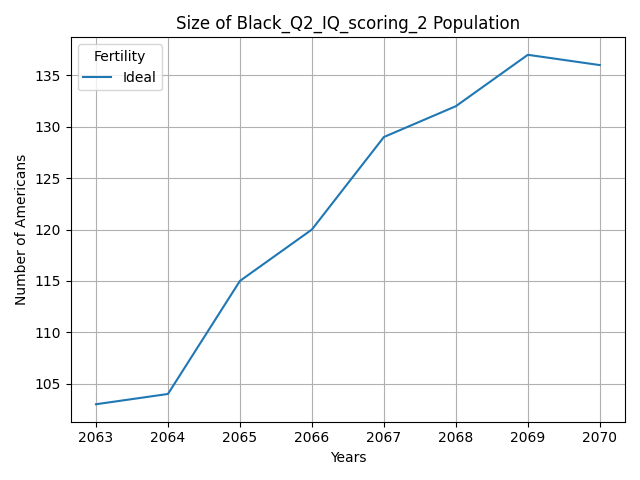 Size of Black_Q2_IQ_scoring_2 Population
Fertility
Ideal
135
130
125
120
115
110
105
Number of Americans
2063 2064 2065 2066 2067 2068 2069 2070
Years